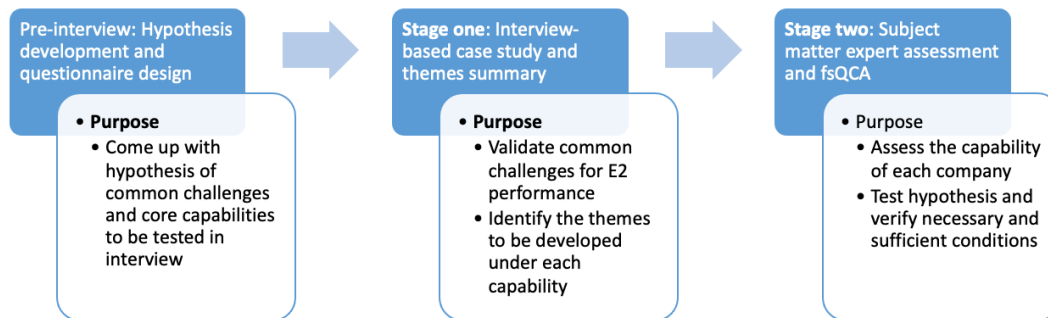 Pre-interview: Hypothesis
development and
questionnaire design
• Purpose
• Come up with
hypothesis of
common challenges
and core capabilities
to be tested in
interview
Stage one: Interview-
based case study and
themes summary
• Purpose
• Validate common
challenges for E2
performance
• Identify the themes
to be developed
under each
capability
Stage two: Subject
matter expert assessment
and fsQCA
• Purpose
• Assess the capability
of each company
• Test hypothesis and
verify necessary and
sufficient conditions